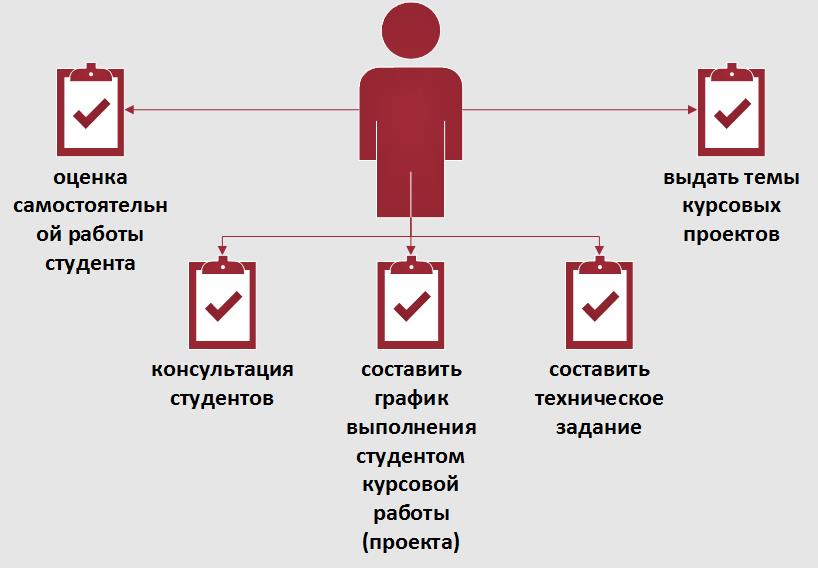 оценка
самостоятельн
ой работы
студента
выдать темы
курсовых
проектов
консультация
студентов
составить
график
выполнения
студентом
курсовой
работы
(проекта)
составить
техническое
задание